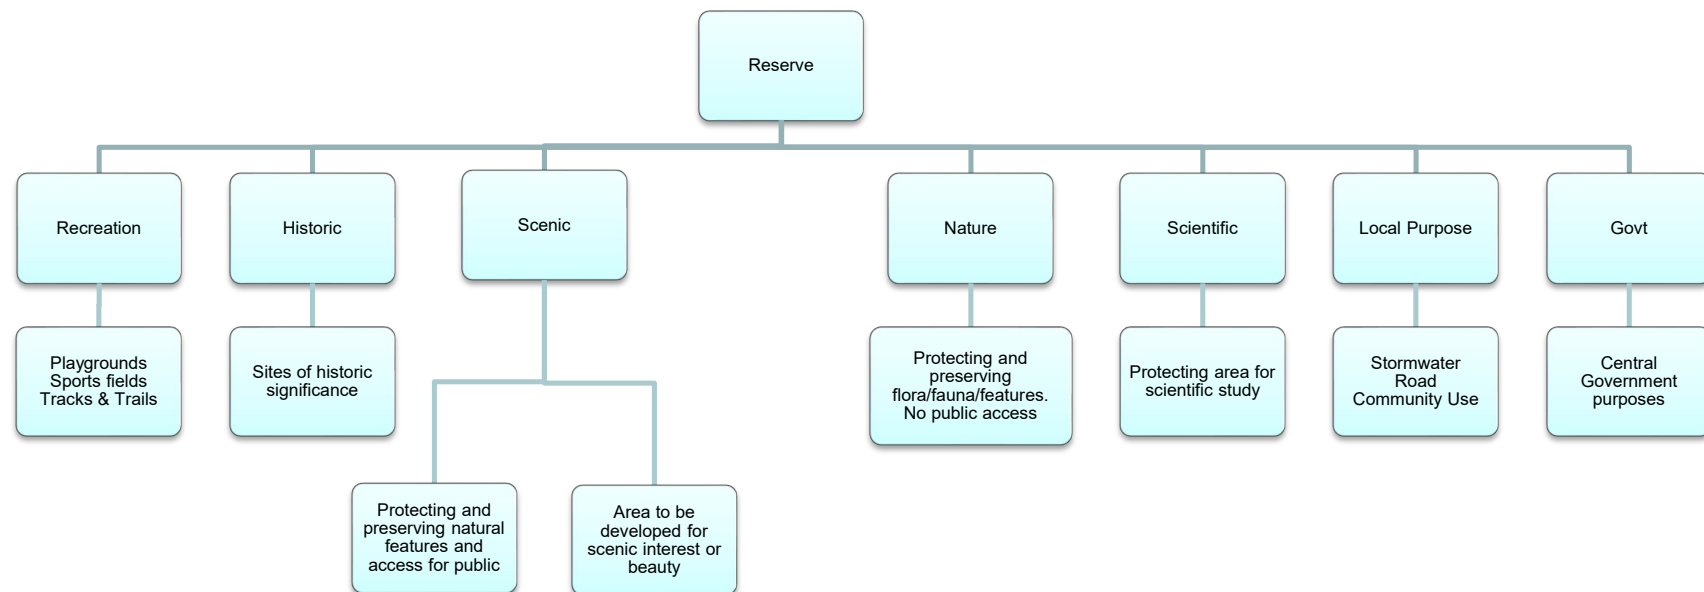 Reserve
Recreation
Historic
Scenic
Nature
Scientific
Local Purpose
Govt
Playgrounds
Sports fields
Tracks & Trails
Sites of historic
significance
Protecting and
preserving
flora/fauna/features.
No public access
Protecting area for
scientific study
Stormwater
Road
Community Use
Central
Government
purposes
Protecting and
preserving natural
features and
access for public
Area to be
developed for
scenic interest or
beauty